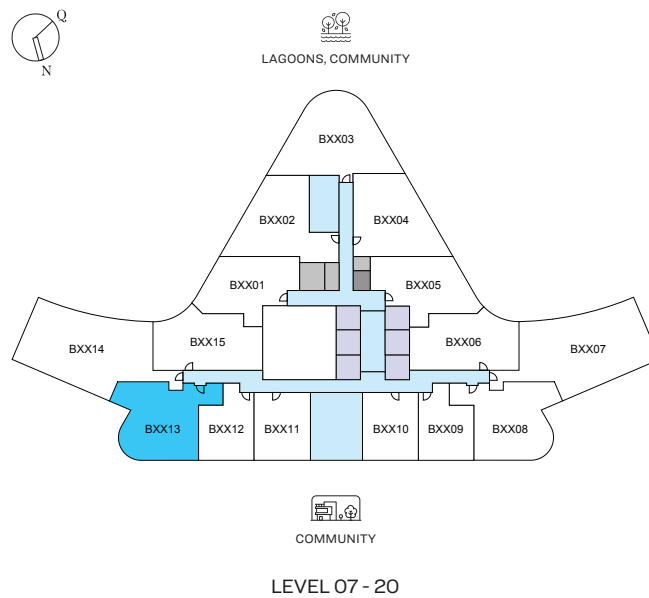 Q
N
LAGOONS, COMMUNITY
BXX03
BXX02
BXX04
BXX01
BXX05
BXX14
BXX15
BXX06
BXX07
BXX13
BXX12
BXX11
BXX10
BXX09
BXX08
COMMUNITY
LEVEL 07 - 20